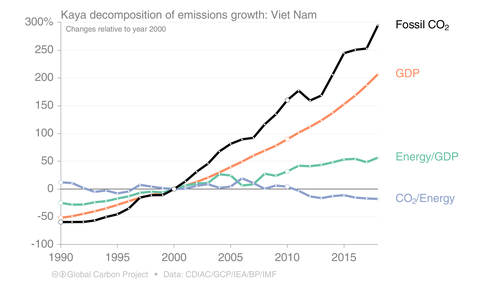 Kaya decomposition of emissions growth: Viet Nam
300%
Changes relative to year 2000
Fossil CO₂
250
GDP
200
150
100
Energy/GDP
50
0
CO₂/Energy
-50
-100
1990 1995 2000 2005 2010 2015
Global Carbon Project • Data: CDIAC/GCP/IEA/BP/IMF